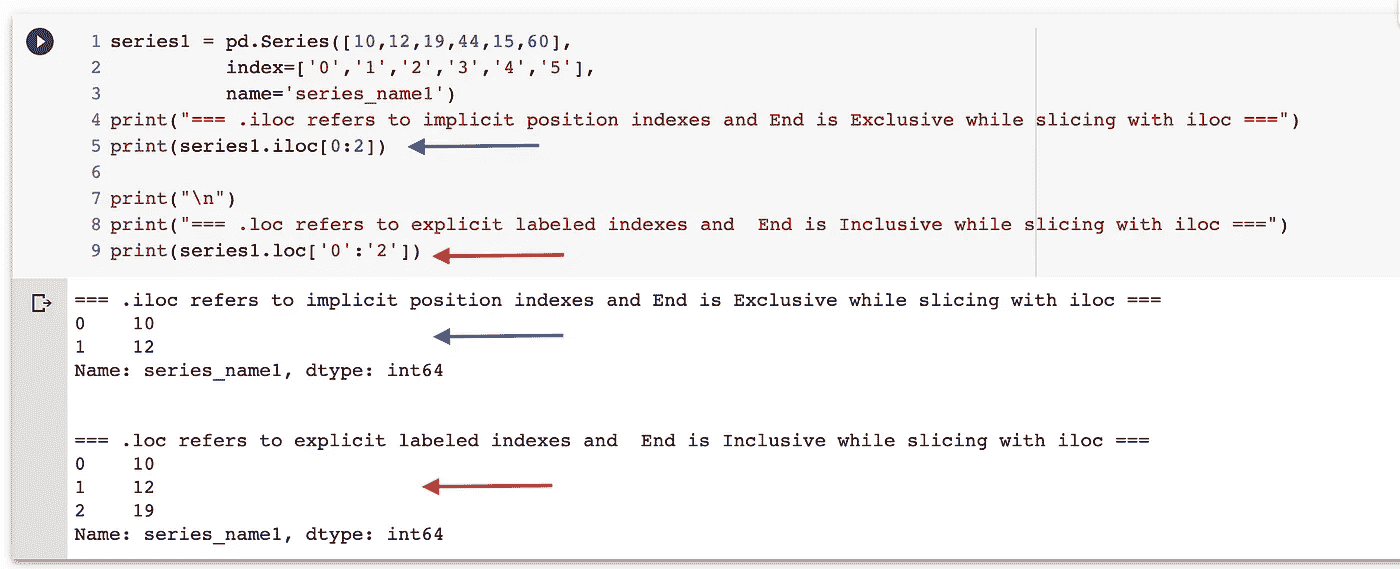 1 series1 = pd.Series([10,12,19,44,15,60],
2           index=['0','1','2','3','4','5'],
3           name='series_name1')
4 print("=== .iloc refers to implicit position indexes and End is Exclusive while slicing with iloc ===")
5 print(series1.iloc[0:2])
6
7 print("\n")
8 print("=== .loc refers to explicit labeled indexes and  End is Inclusive while slicing with iloc ===")
9 print(series1.loc['0':'2'])
=== .iloc refers to implicit position indexes and End is Exclusive while slicing with iloc ===
0    10
1    12
Name: series_name1, dtype: int64
=== .loc refers to explicit labeled indexes and  End is Inclusive while slicing with iloc ===
0    10
1    12
2    19
Name: series_name1, dtype: int64